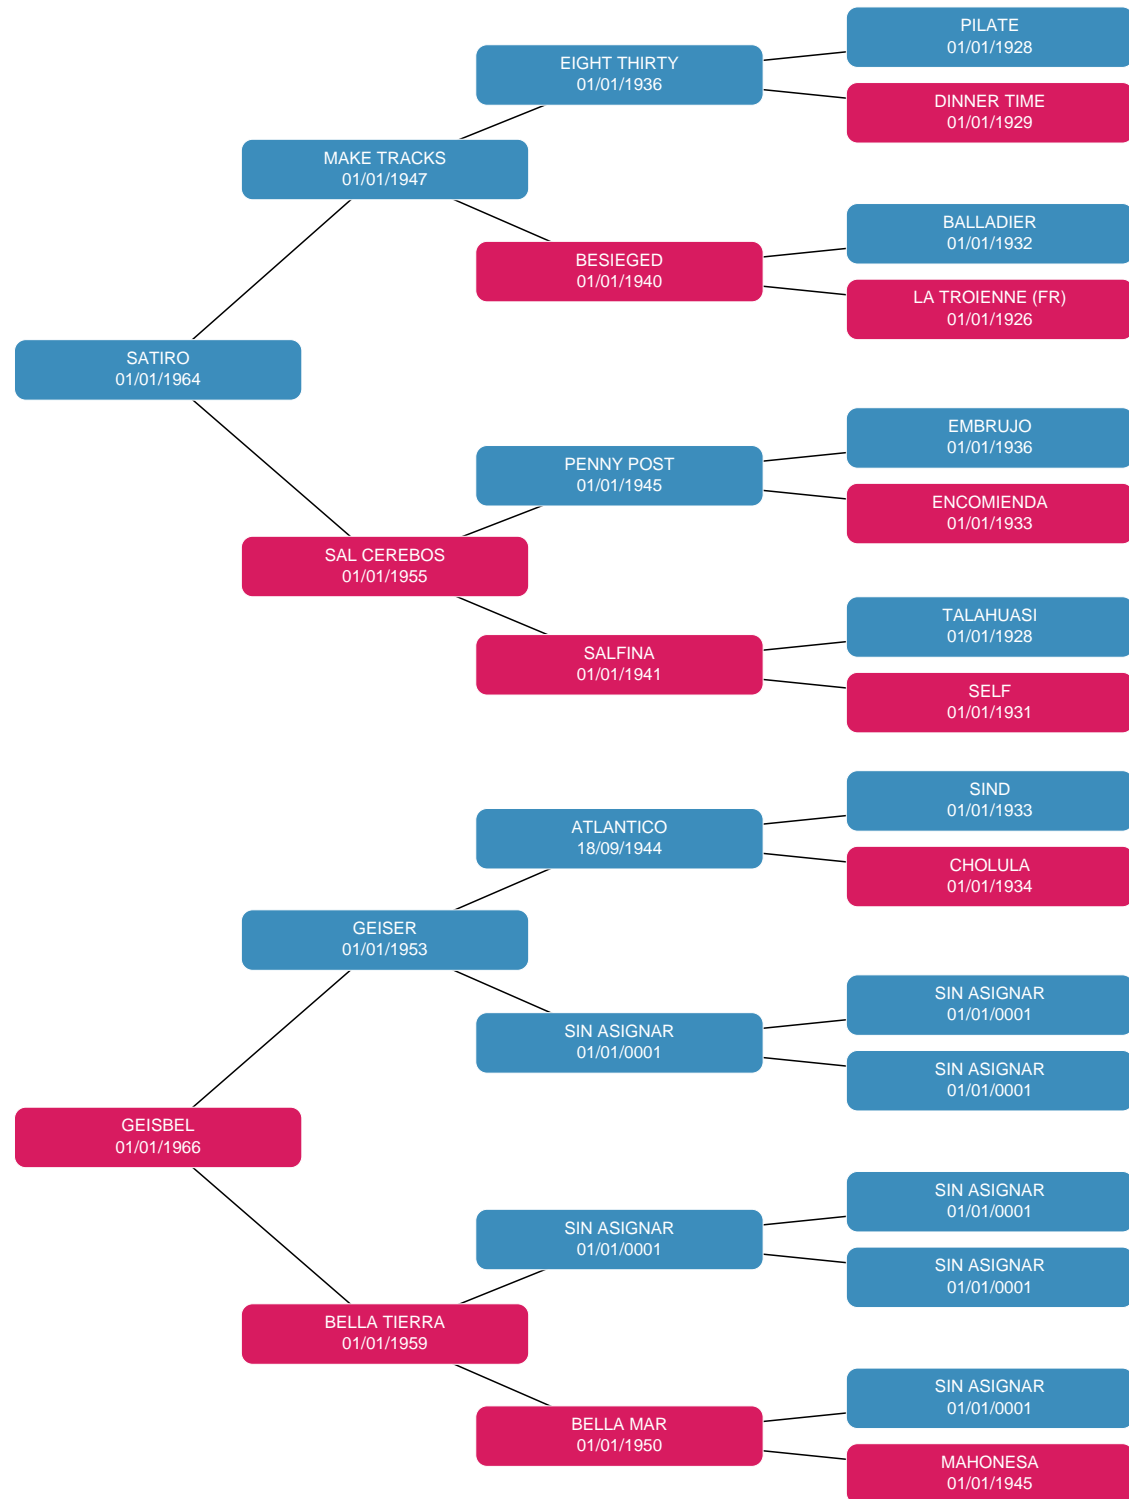 PILATE
01/01/1928
EIGHT THIRTY
01/01/1936
DINNER TIME
01/01/1929
MAKE TRACKS
01/01/1947
BALLADIER
01/01/1932
BESIEGED
01/01/1940
LA TROIENNE (FR)
01/01/1926
SATIRO
01/01/1964
EMBRUJO
01/01/1936
PENNY POST
01/01/1945
ENCOMIENDA
01/01/1933
SAL CEREBOS
01/01/1955
TALAHUASI
01/01/1928
SALFINA
01/01/1941
SELF
01/01/1931
SIND
01/01/1933
ATLANTICO
18/09/1944
CHOLULA
01/01/1934
GEISER
01/01/1953
SIN ASIGNAR
01/01/0001
SIN ASIGNAR
01/01/0001
SIN ASIGNAR
01/01/0001
GEISBEL
01/01/1966
SIN ASIGNAR
01/01/0001
SIN ASIGNAR
01/01/0001
SIN ASIGNAR
01/01/0001
BELLA TIERRA
01/01/1959
SIN ASIGNAR
01/01/0001
BELLA MAR
01/01/1950
MAHONESA
01/01/1945